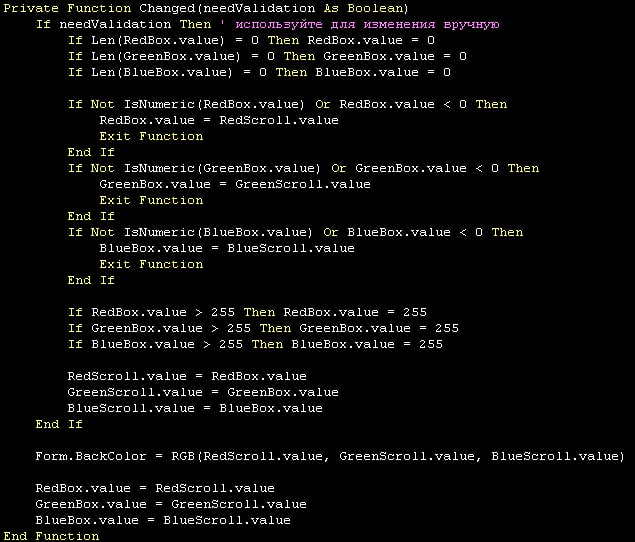 Private Function Changed(needValidation As Boolean)
    If needValidation Then ' используйте для изменения вручную
        If Len(RedBox.value) = 0 Then RedBox.value = 0
        If Len(GreenBox.value) = 0 Then GreenBox.value = 0
        If Len(BlueBox.value) = 0 Then BlueBox.value = 0

        If Not IsNumeric(RedBox.value) Or RedBox.value < 0 Then
            RedBox.value = RedScroll.value
            Exit Function
        End If
        If Not IsNumeric(GreenBox.value) Or GreenBox.value < 0 Then
            GreenBox.value = GreenScroll.value
            Exit Function
        End If
        If Not IsNumeric(BlueBox.value) Or BlueBox.value < 0 Then
            BlueBox.value = BlueScroll.value
            Exit Function
        End If

        If RedBox.value > 255 Then RedBox.value = 255
        If GreenBox.value > 255 Then GreenBox.value = 255
        If BlueBox.value > 255 Then BlueBox.value = 255

        RedScroll.value = RedBox.value
        GreenScroll.value = GreenBox.value
        BlueScroll.value = BlueBox.value
    End If

    Form.BackColor = RGB(RedScroll.value, GreenScroll.value, BlueScroll.value)

    RedBox.value = RedScroll.value
    GreenBox.value = GreenScroll.value
    BlueBox.value = BlueScroll.value
End Function